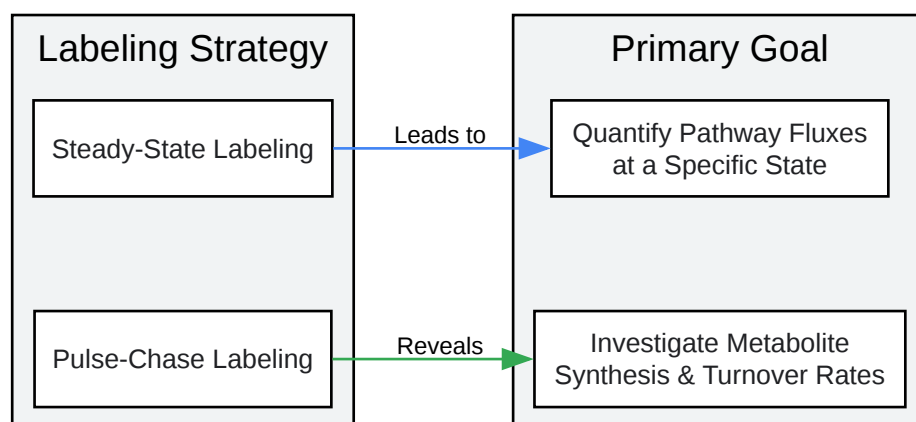 Labeling Strategy
Primary Goal
Steady-State Labeling
Leads to
Quantify Pathway Fluxes
at a Specific State
Pulse-Chase Labeling
Reveals
Investigate Metabolite
Synthesis & Turnover Rates